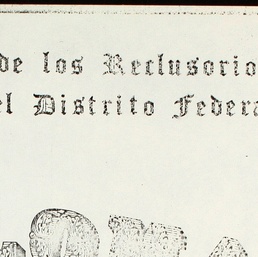 de los Reclusorio
el Distrito Federa